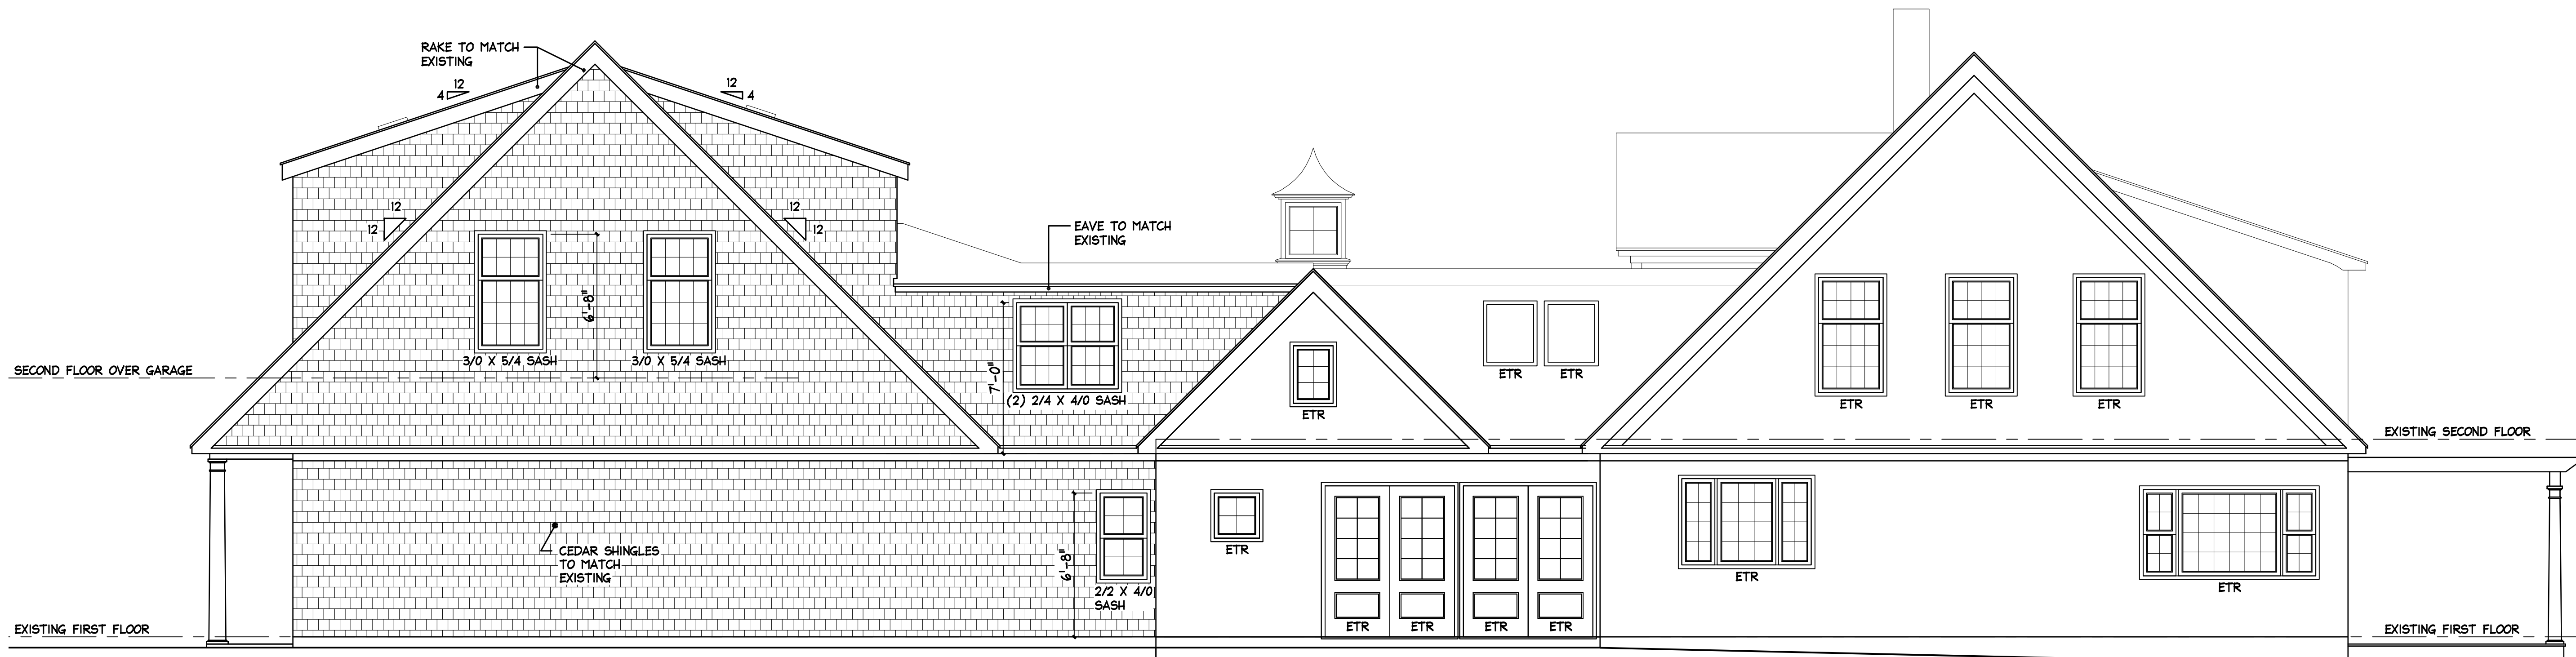 RAKE TO MATCH
EXISTING
12
4
12
4
12
12
12
12
EAVE TO MATCH
EXISTING
6'-8"
3/0 X 5/4 SASH
3/0 X 5/4 SASH
SECOND FLOOR OVER GARAGE
7'-0"
(2) 2/4 X 4/0 SASH
ETR
ETR
ETR
ETR
ETR
ETR
EXISTING SECOND FLOOR
CEDAR SHINGLES
TO MATCH
EXISTING
6'-8"
2/2 X 4/0
SASH
ETR
ETR
ETR
ETR
ETR
ETR
ETR
EXISTING FIRST FLOOR
EXISTING FIRST FLOOR